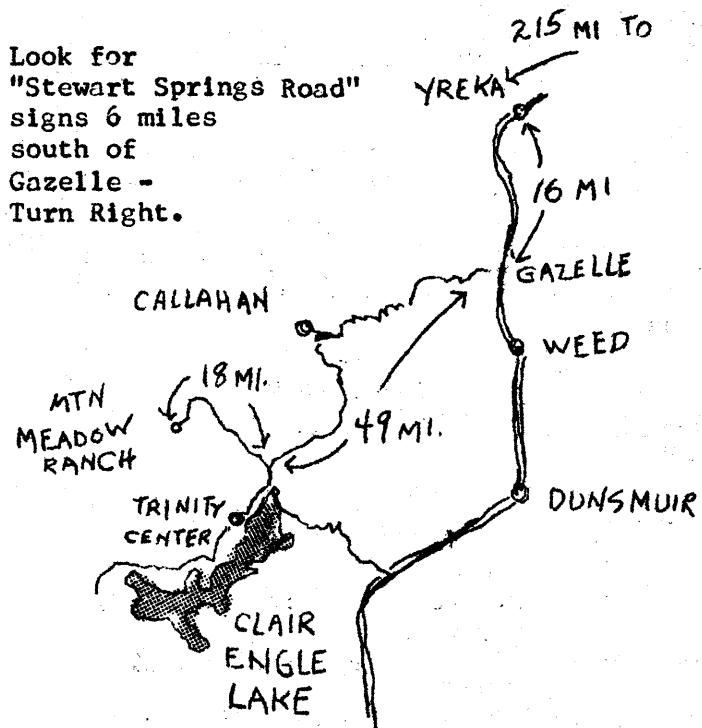 Look for
"Stewart Springs Road"
signs 6 miles
south of
Gazelle -
Turn Right.
215 MI TO
YREKA
16 MI
GAZELLE
CALLAHAN
WEED
18 MI.
MTN
MEADOW
RANCH
49 MI.
TRINITY
CENTER
DUNSMUIR
CLAIR
ENGLE
LAKE